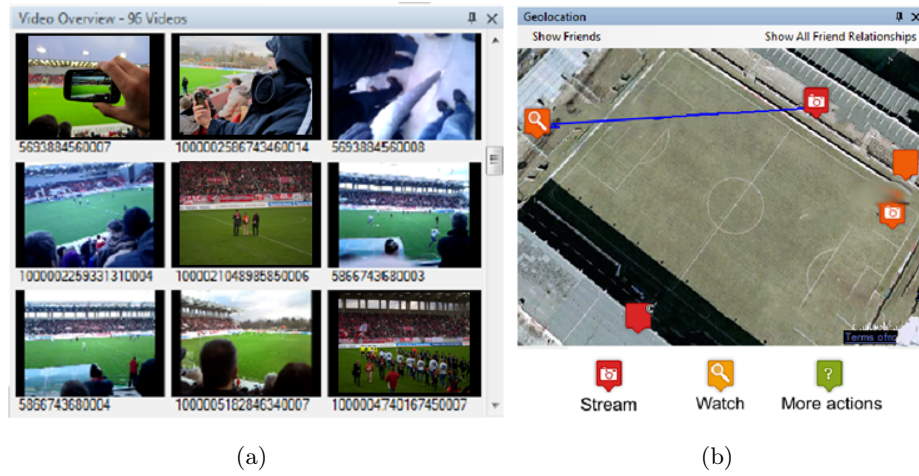 Video Overview - 96 Videos
5693884560007 1000002586743460014 5693884560008
1000002259331310004 1000021048985850006 5866743680003
5866743680004 1000005182846340007 1000004740167450007
(a)
Geolocation
Show Friends Show All Friend Relationships
Stream Watch More actions
(b)